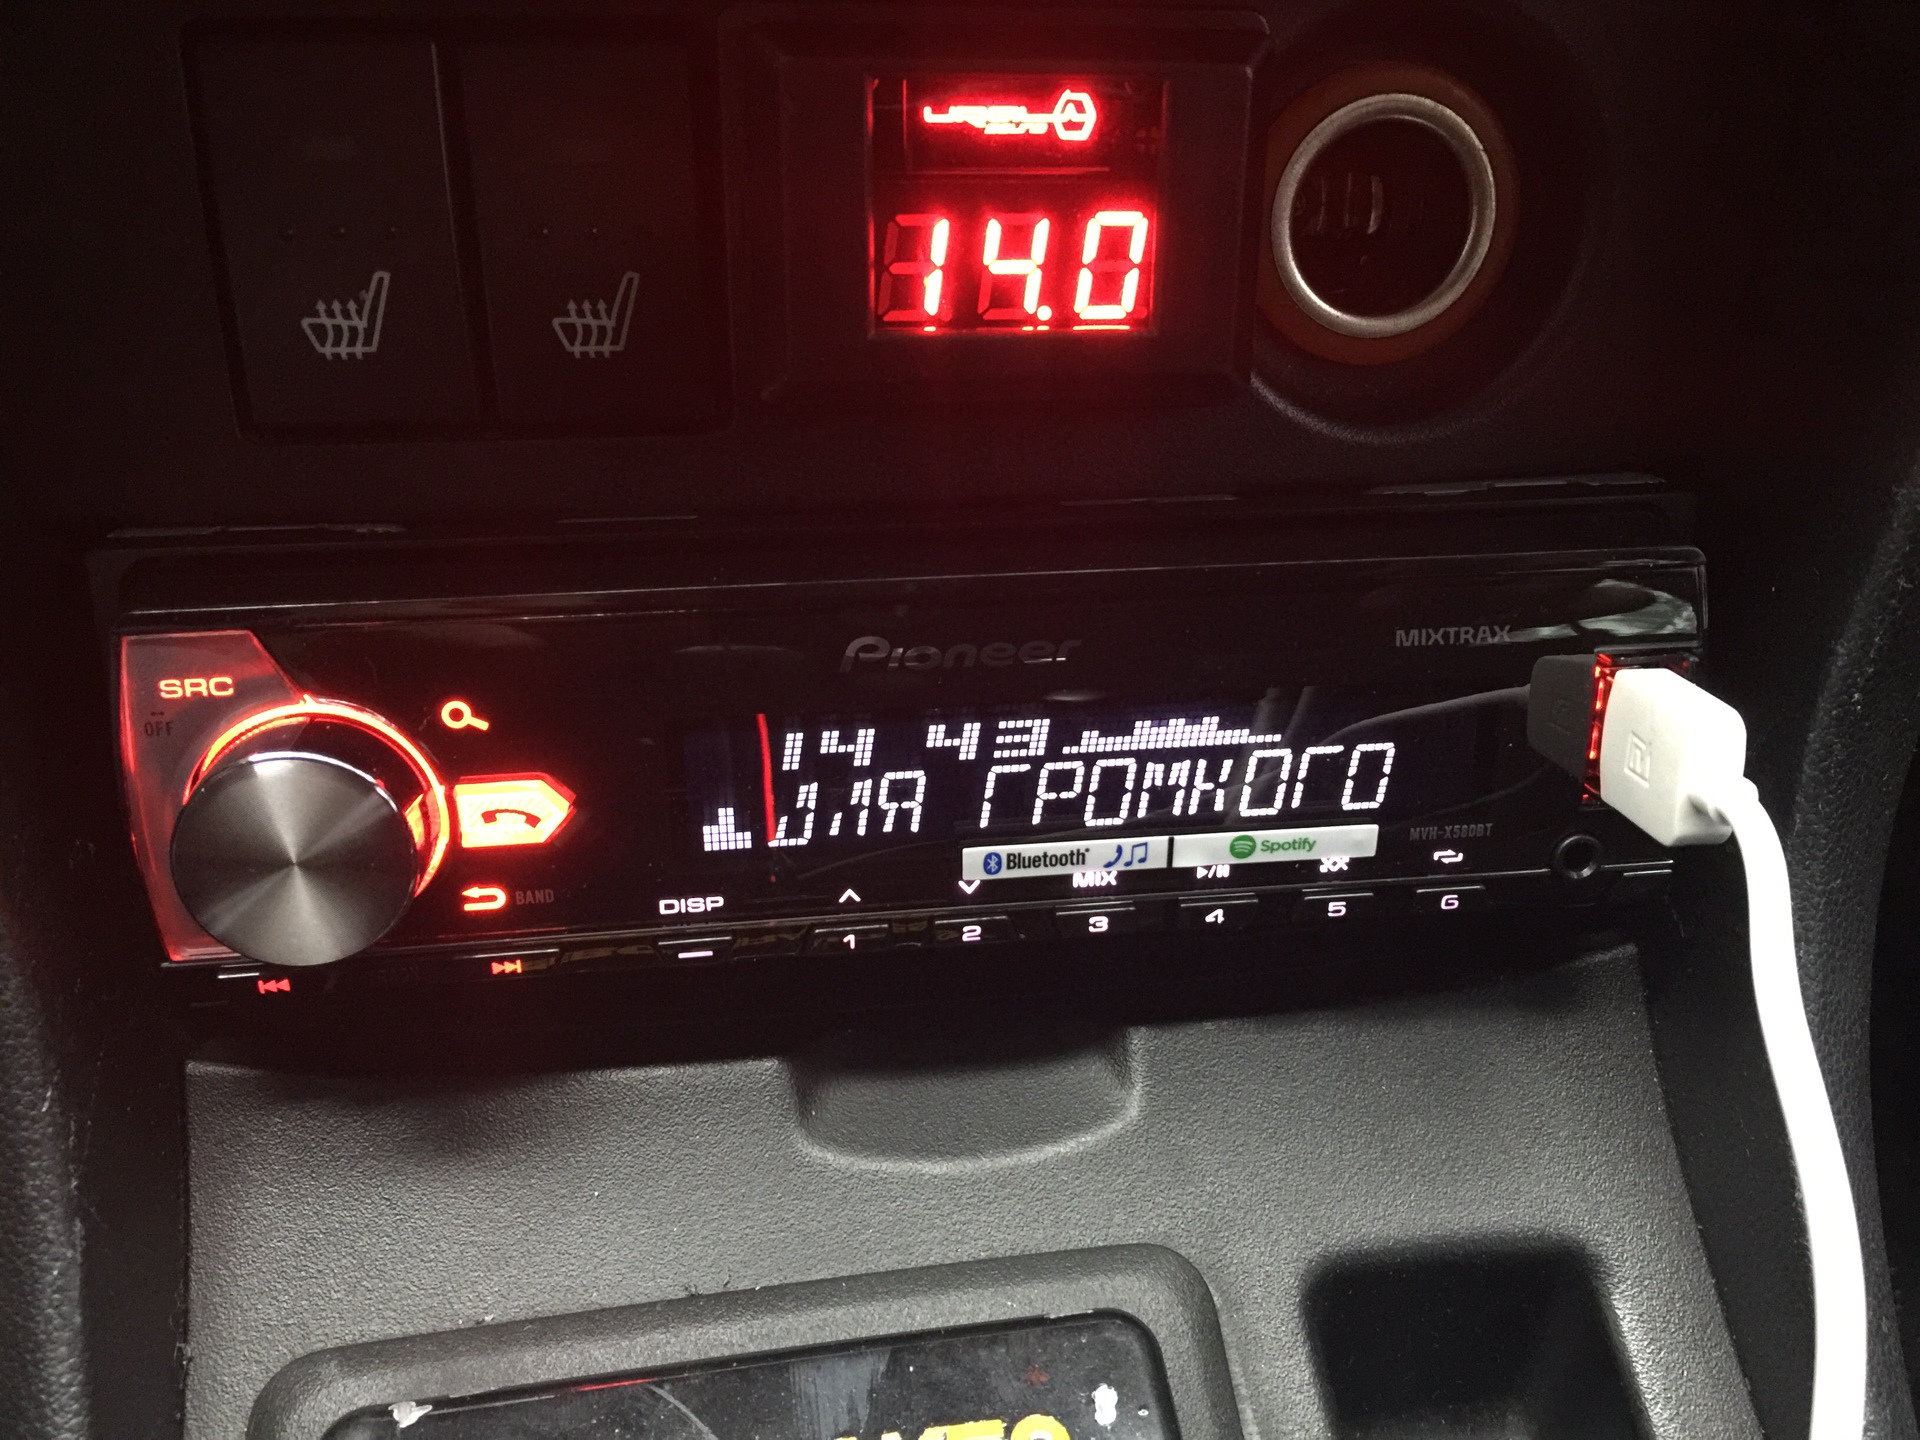 14.0
Pioneer
MIXTRAX
SRC
OFF
14 43
ДЛЯ ГРОМКОГО
MVH-X580BT
Bluetooth
Spotify
BAND
DISP
MIX
1 2 3 4 5 6